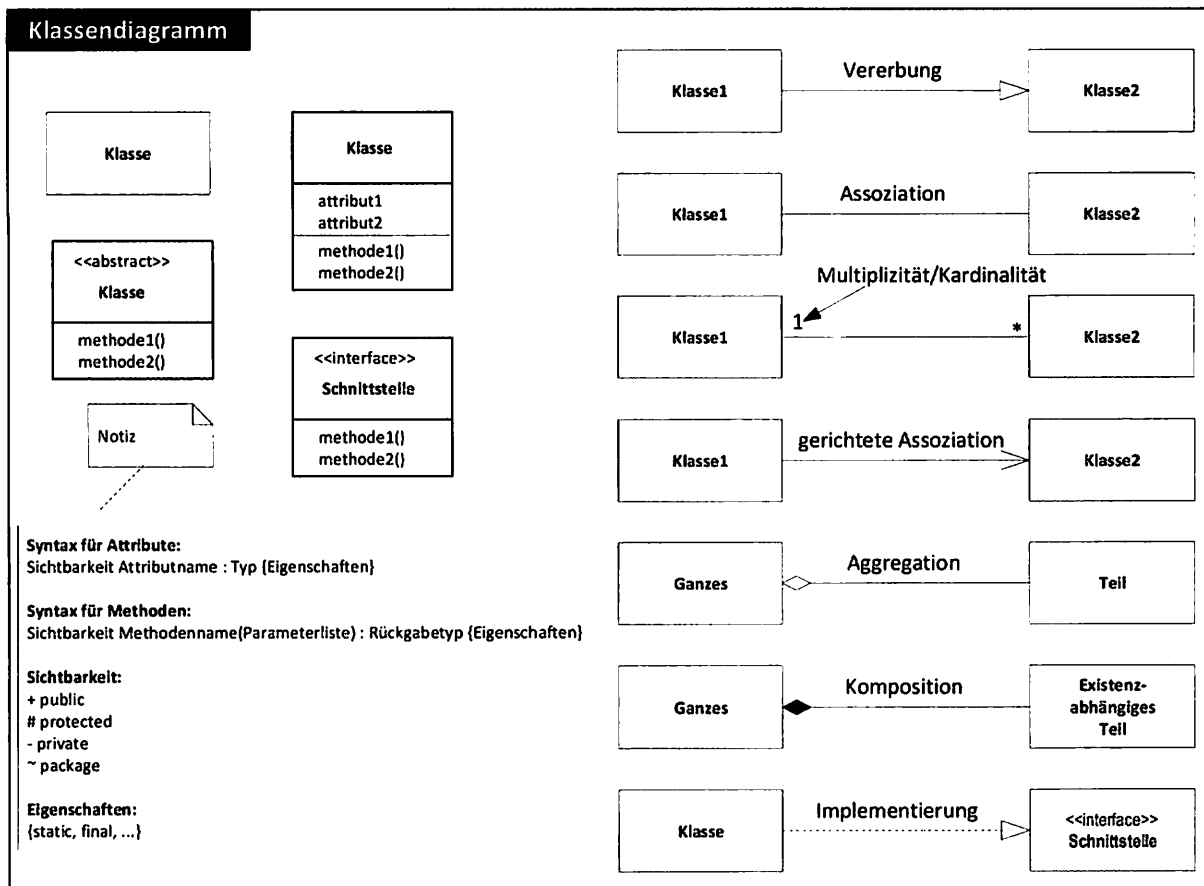 Klassendiagramm
Klasse
Klasse
attribut1
attribut2
methode1()
methode2()
<<abstract>>
Klasse
methode1()
methode2()
<<interface>>
Schnittstelle
methode1()
methode2()
Notiz
Syntax für Attribute:
Sichtbarkeit Attributname : Typ {Eigenschaften}
Syntax für Methoden:
Sichtbarkeit Methodenname(Parameterliste) : Rückgabetyp {Eigenschaften}
Sichtbarkeit:
+ public
# protected
- private
~ package
Eigenschaften:
{static, final, ...}
Klasse1
Vererbung
Klasse2
Klasse1
Assoziation
Klasse2
Multiplizität/Kardinalität
Klasse1
1
*
Klasse2
Klasse1
gerichtete Assoziation
Klasse2
Ganzes
Aggregation
Teil
Ganzes
Komposition
Existenz-
abhängiges
Teil
Klasse
Implementierung
<<interface>>
Schnittstelle